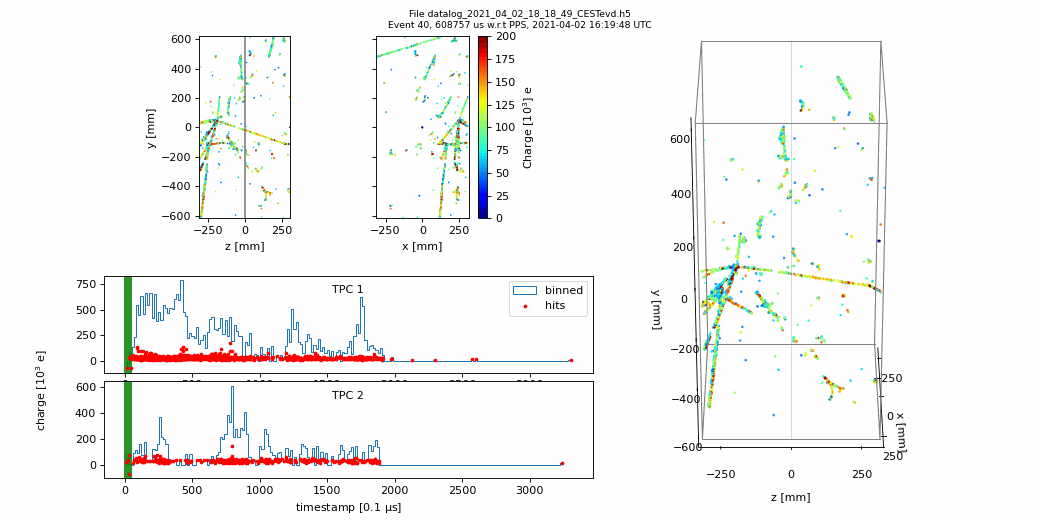 File datalog_2021_04_02_18_18_49_CESTevd.h5
Event 40, 608757 us w.r.t PPS, 2021-04-02 16:19:48 UTC
600
400
200
0
−200
−400
−600
y [mm]
−250 0 250
z [mm]
−250 0 250
x [mm]
200
175
150
125
100
75
50
25
0
Charge [10³] e
TPC 1
binned
hits
750
500
250
0
0 500 1000 1500 2000 2500 3000
TPC 2
600
400
200
0
0 500 1000 1500 2000 2500 3000
charge [10³ e]
timestamp [0.1 μs]
600
400
200
0
−200
−400
−600
y [mm]
−250 0 250
z [mm]
−250
0
250
x [mm]